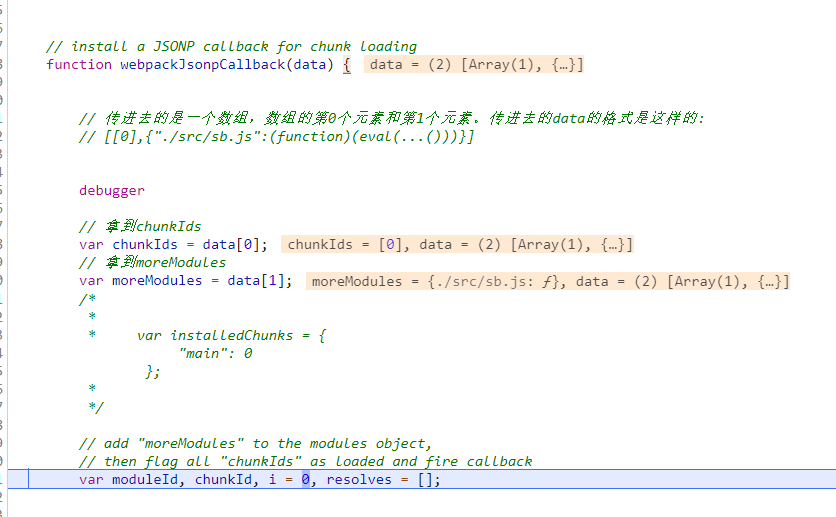 // install a JSONP callback for chunk loading
function webpackJsonpCallback(data) { data = (2) [Array(1), {…}]
// 传进去的是一个数组，数组的第0个元素和第1个元素。传进去的data的格式是这样的:
// [[0],{"./src/sb.js":(function)(eval(...()))}]
debugger
// 拿到chunkIds
var chunkIds = data[0]; chunkIds = [0], data = (2) [Array(1), {…}]
// 拿到moreModules
var moreModules = data[1]; moreModules = {./src/sb.js: ƒ}, data = (2) [Array(1), {…}]
/*
*
* var installedChunks = {
"main": 0
};
*
*/
// add "moreModules" to the modules object,
// then flag all "chunkIds" as loaded and fire callback
var moduleId, chunkId, i = 0, resolves = [];